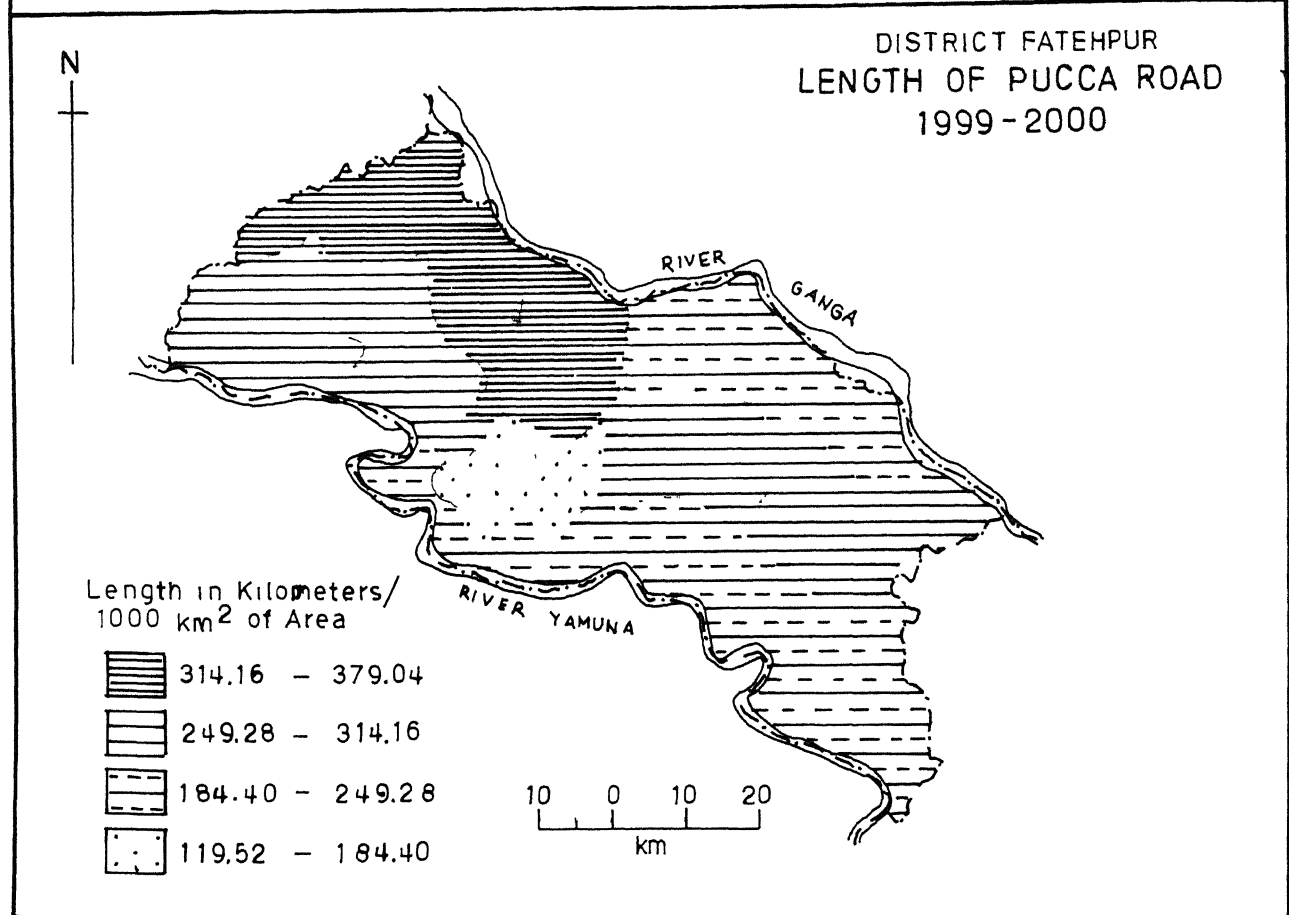 DISTRICT FATEHPUR
LENGTH OF PUCCA ROAD
1999-2000
N
RIVER GANGA
RIVER YAMUNA
Length in Kilometers/
1000 km² of Area
314.16 - 379.04
249.28 - 314.16
184.40 - 249.28
119.52 - 184.40
10 0 10 20
km